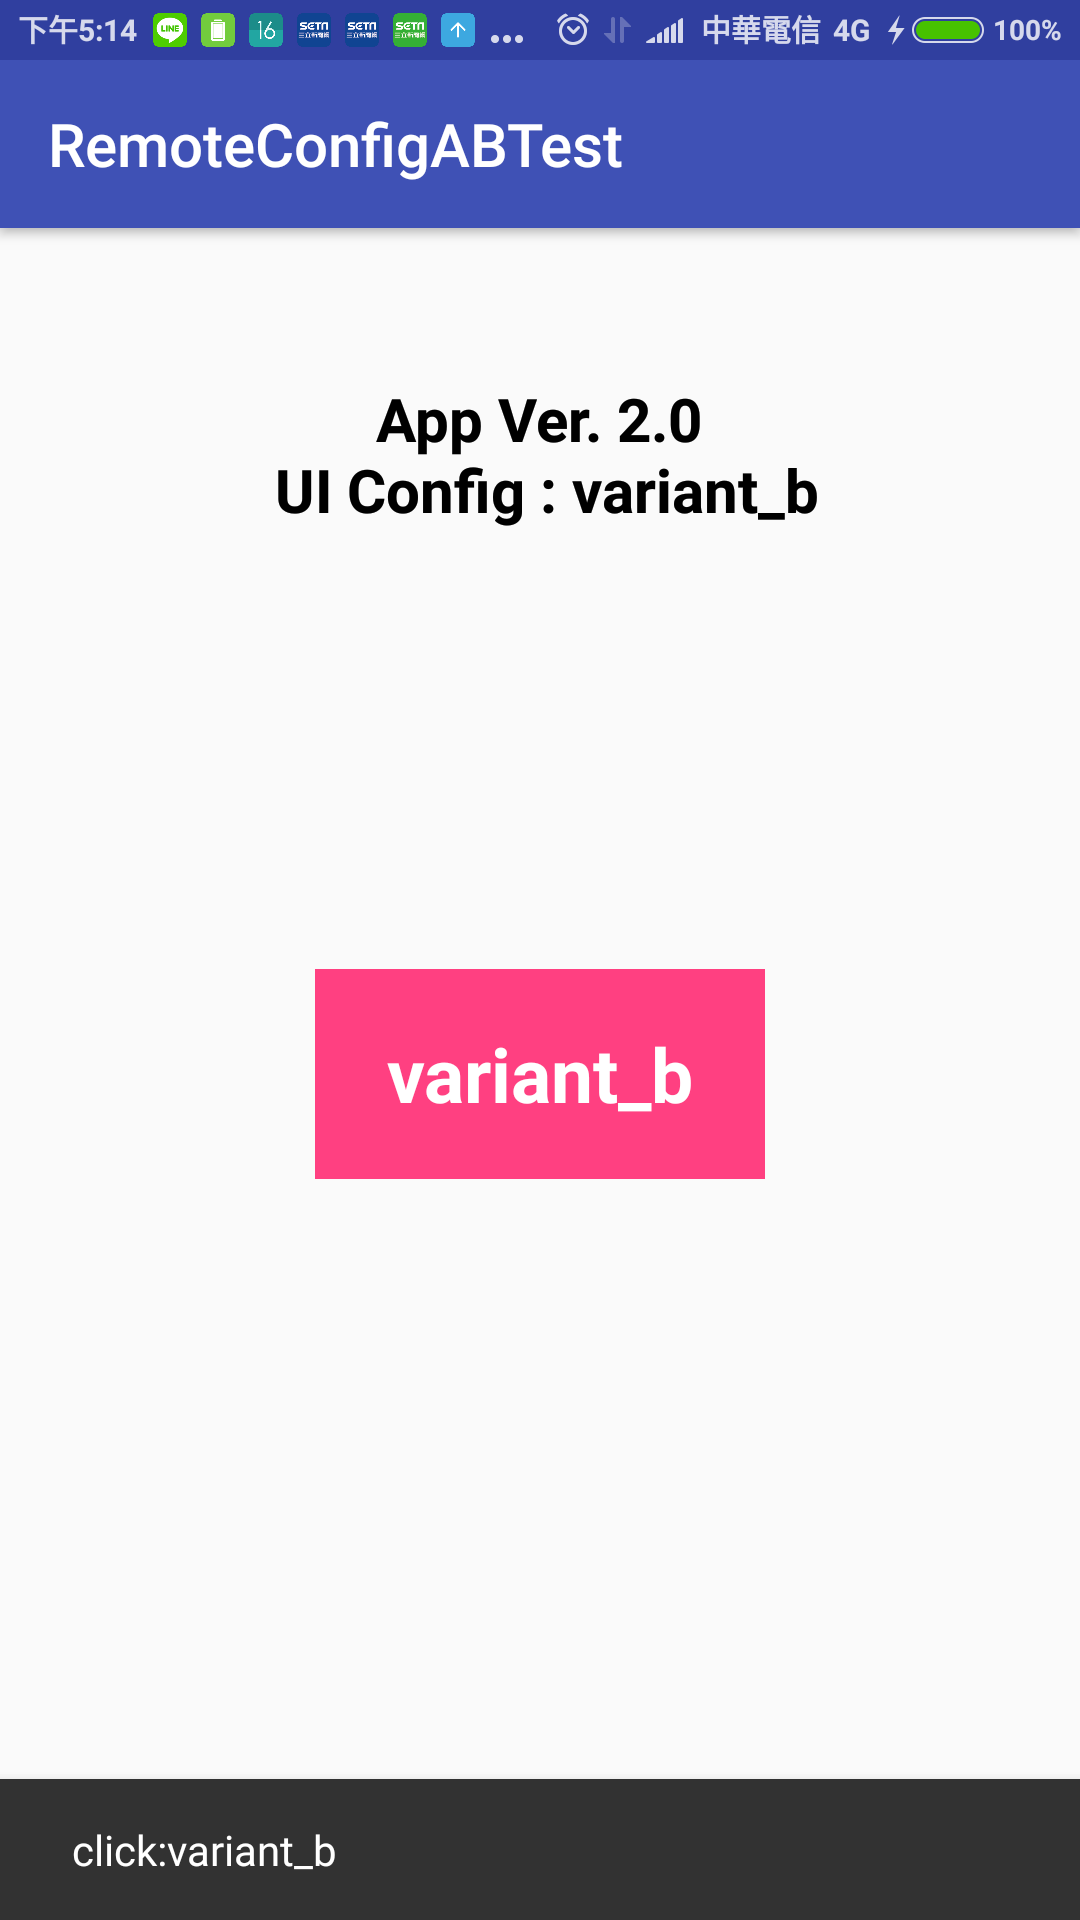 下午5:14 LINE 16 SETN SETN SETN 中華電信 4G 100%
RemoteConfigABTest
App Ver. 2.0
UI Config : variant_b
variant_b
click:variant_b